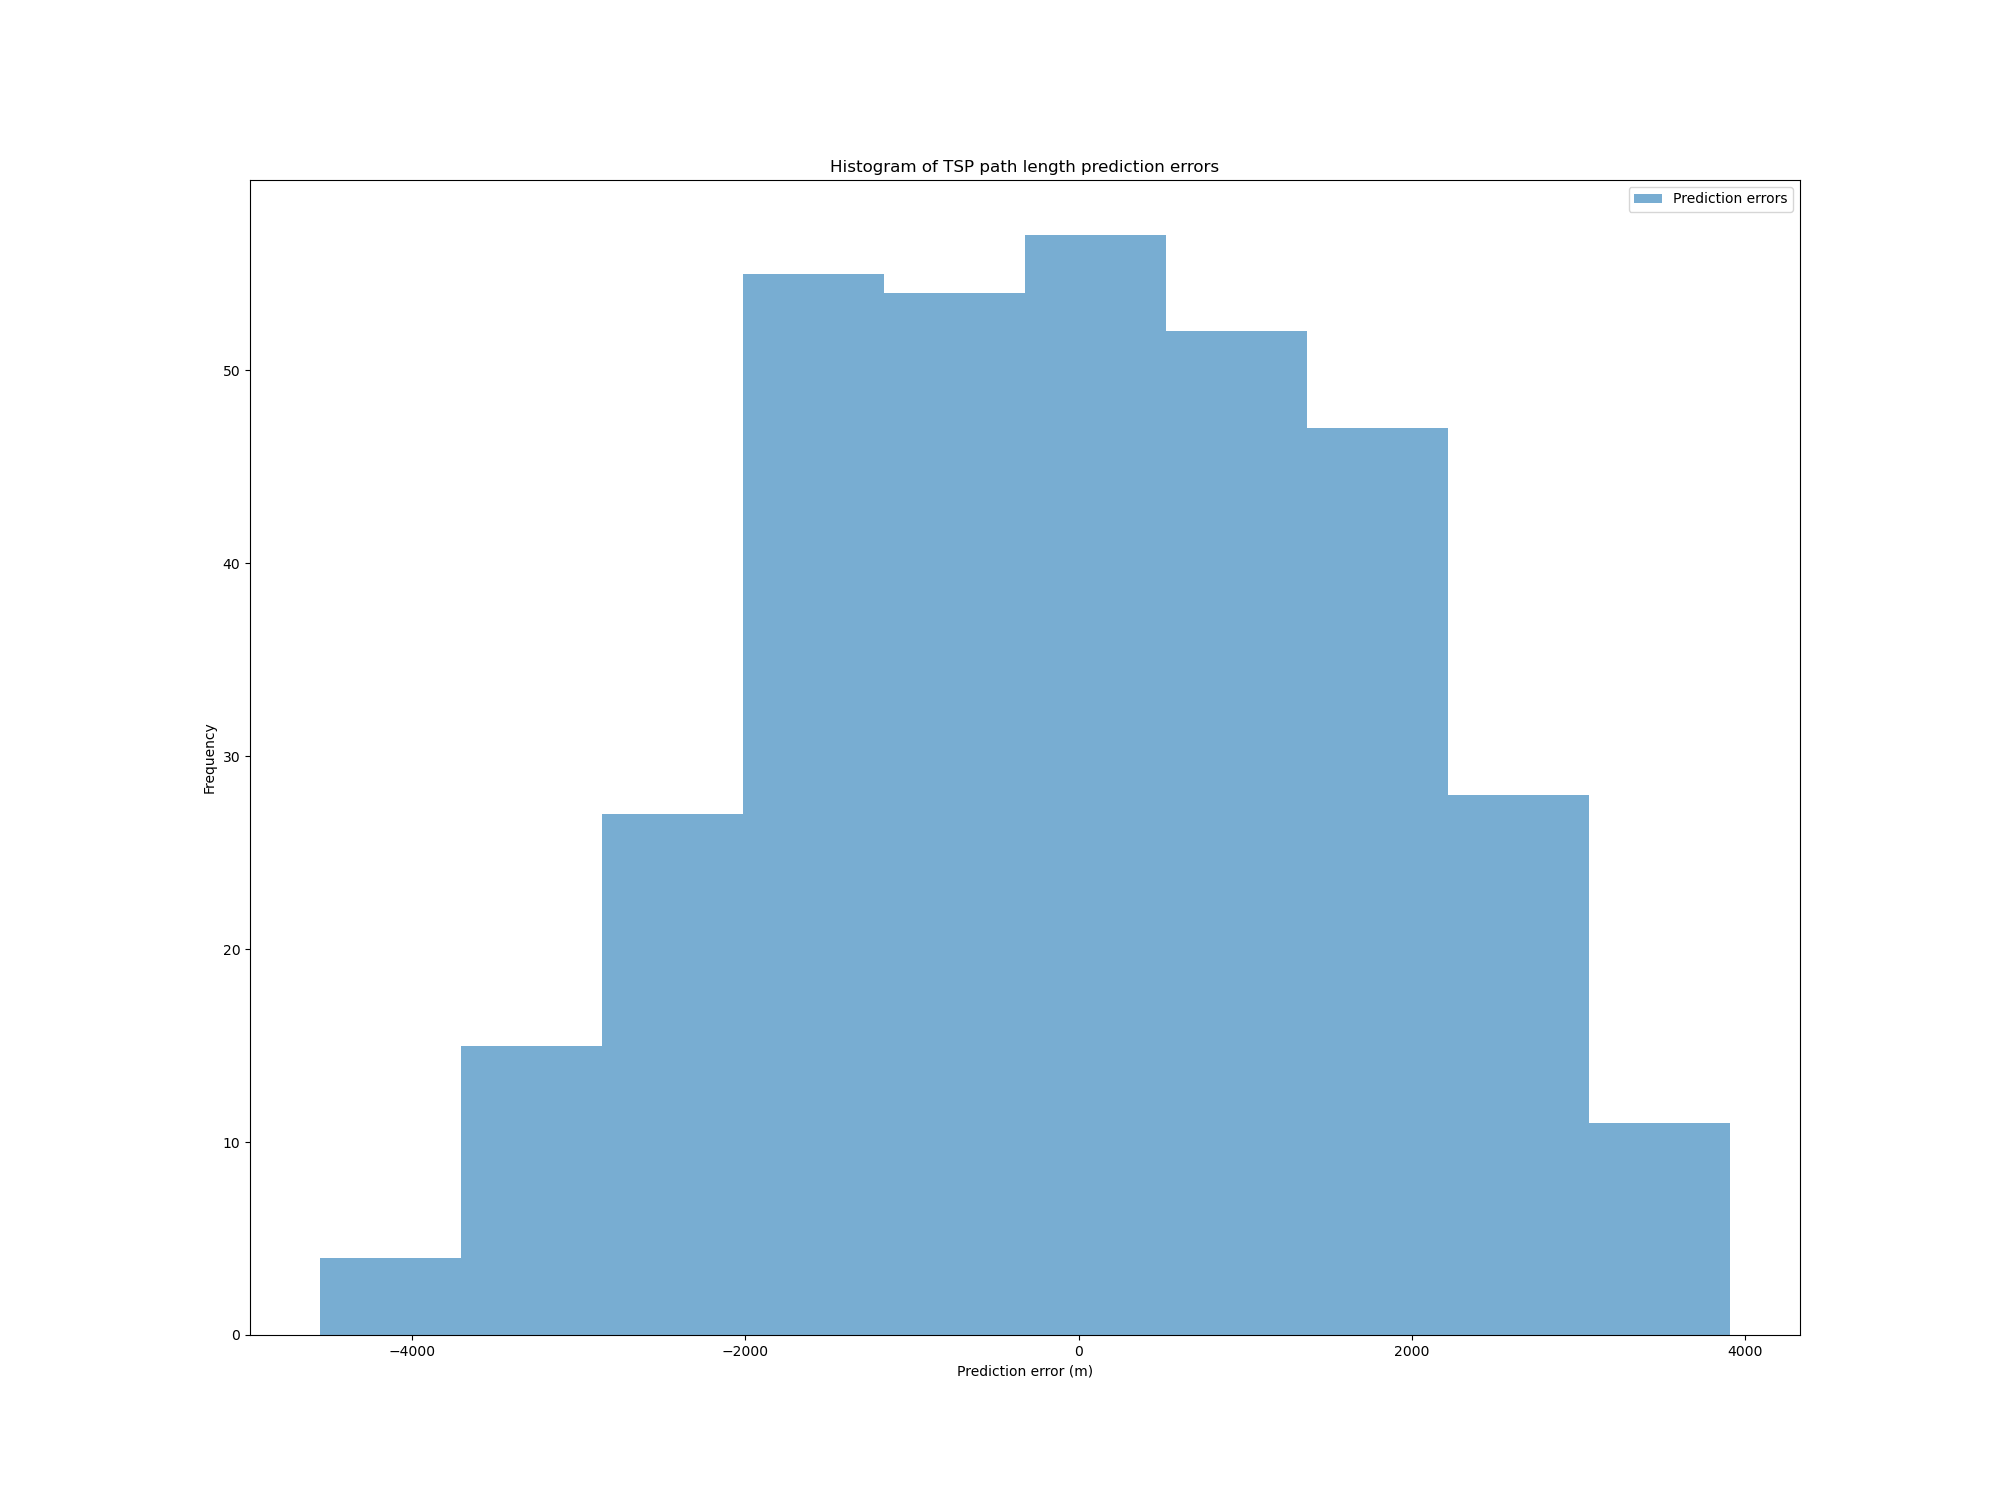 Histogram of TSP path length prediction errors
Prediction errors
50
40
30
20
10
0
Frequency
−4000
−2000
0
2000
4000
Prediction error (m)